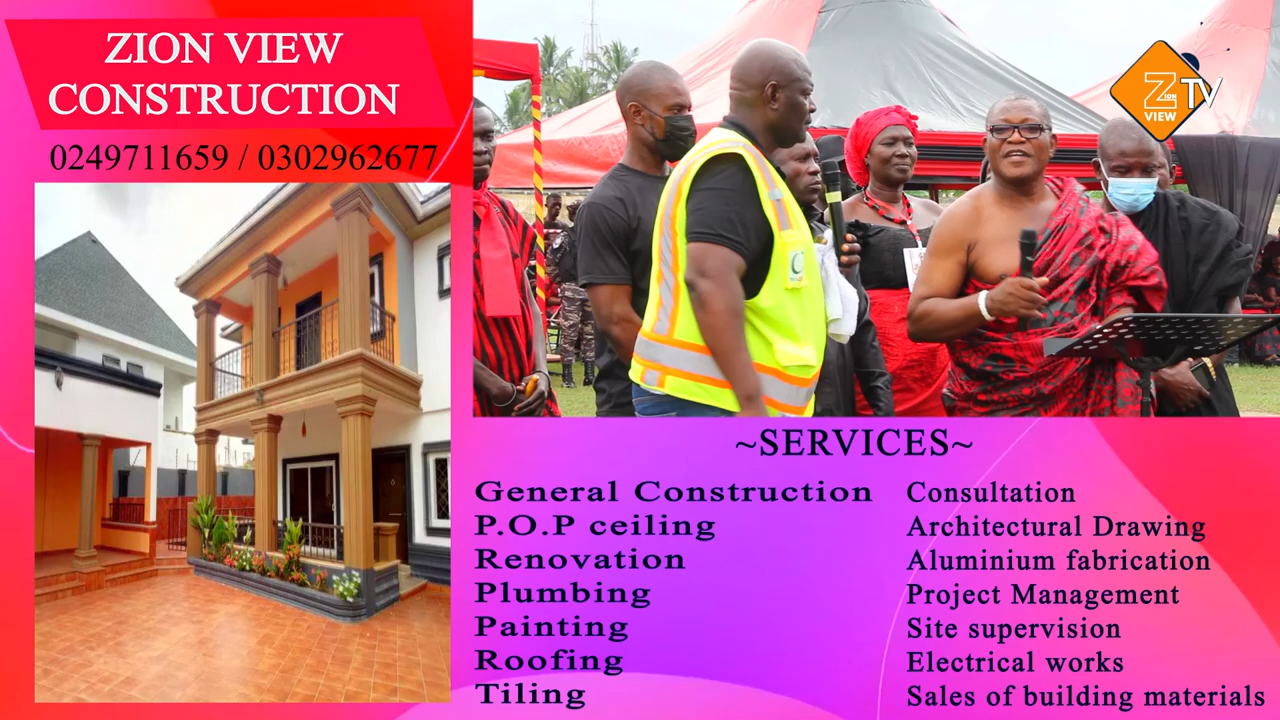 ZION VIEW
CONSTRUCTION
0249711659 / 0302962677
ZION
VIEW
TV
~SERVICES~
General Construction
P.O.P ceiling
Renovation
Plumbing
Painting
Roofing
Tiling
Consultation
Architectural Drawing
Aluminium fabrication
Project Management
Site supervision
Electrical works
Sales of building materials